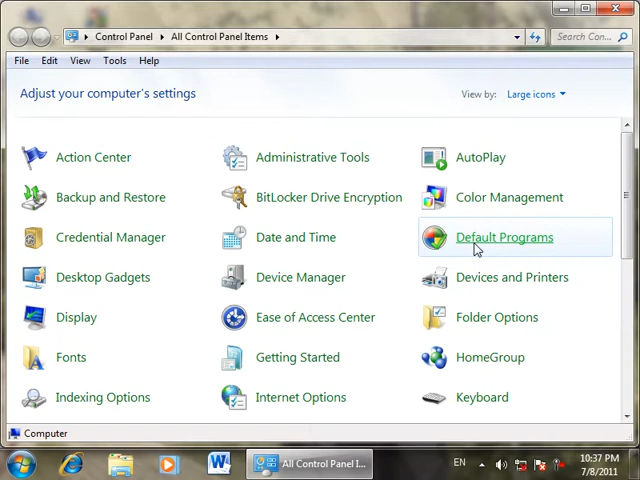 Control Panel
All Control Panel Items
Search Con...
File Edit View Tools Help
Adjust your computer's settings
View by: Large icons
Action Center
Administrative Tools
AutoPlay
Backup and Restore
BitLocker Drive Encryption
Color Management
Credential Manager
Date and Time
Default Programs
Desktop Gadgets
Device Manager
Devices and Printers
Display
Ease of Access Center
Folder Options
Fonts
Getting Started
HomeGroup
Indexing Options
Internet Options
Keyboard
Computer
All Control Panel I...
EN
10:37 PM
7/8/2011